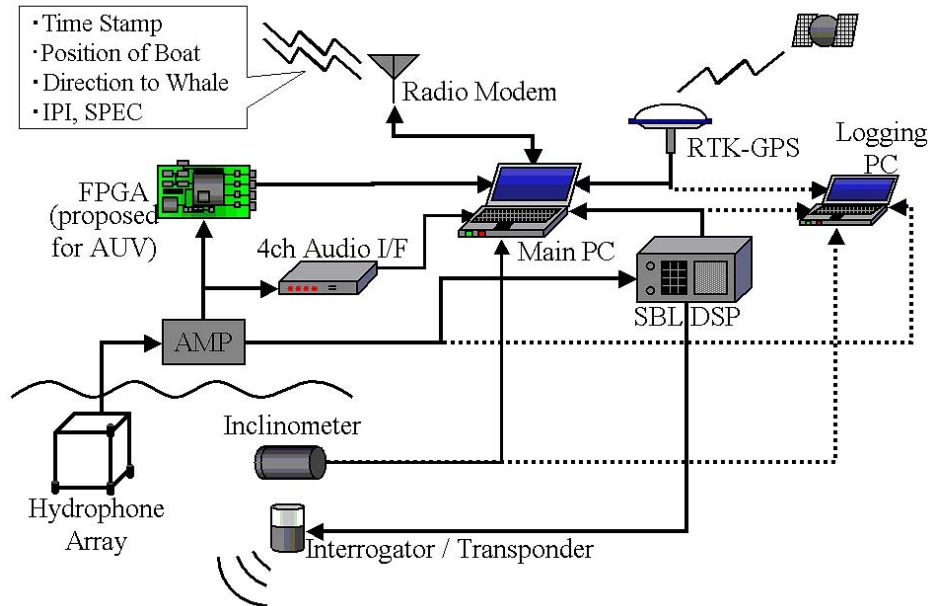 ・Time Stamp
・Position of Boat
・Direction to Whale
・IPI, SPEC
Radio Modem
RTK-GPS
Logging
PC
FPGA
(proposed
for AUV)
4ch Audio I/F
Main PC
SBL DSP
AMP
Inclinometer
Hydrophone
Array
Interrogator / Transponder